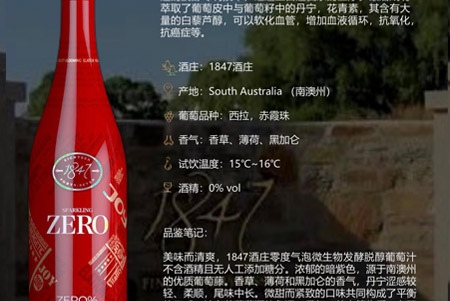 萃取了葡萄皮中与葡萄籽中的丹宁，花青素，其含有大
量的白藜芦醇，可以软化血管，增加血液循环，抗氧化，
抗癌症等。
酒庄：1847酒庄
产地：South Australia （南澳州）
葡萄品种：西拉，赤霞珠
香气：香草、薄荷、黑加仑
试饮温度：15℃~16℃
酒精：0% vol
品鉴笔记：
美味而清爽，1847酒庄零度气泡微生物发酵脱醇葡萄汁
不含酒精且无人工添加糖分。浓郁的暗紫色，源于南澳州
的优质葡萄藤。香草、薄荷和黑加仑的香气，丹宁涩感较
轻、柔顺，尾味中长。微甜而紧致的口味共同构成了平衡
1847
SPARKLING
ZERO
JOY
ZERO%
1847